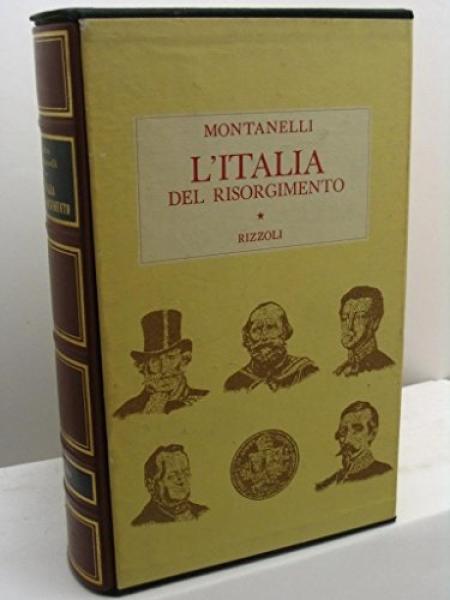 MONTANELLI
L'ITALIA
DEL RISORGIMENTO
★
RIZZOLI